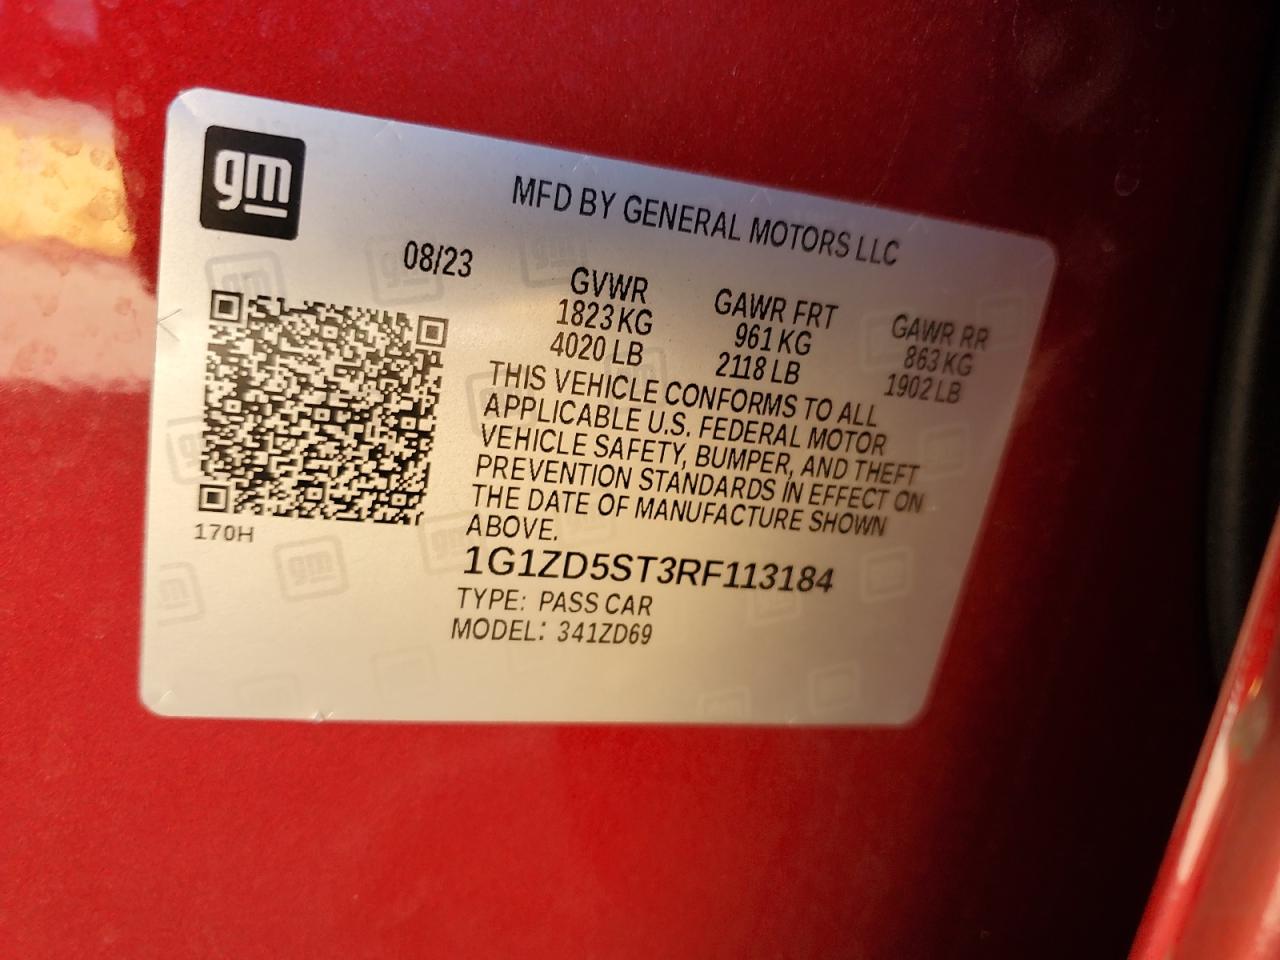 gm
MFD BY GENERAL MOTORS LLC
08/23
GVWR GAWR FRT GAWR RR
1823 KG 961 KG 863 KG
4020 LB 2118 LB 1902 LB
THIS VEHICLE CONFORMS TO ALL
APPLICABLE U.S. FEDERAL MOTOR
VEHICLE SAFETY, BUMPER, AND THEFT
PREVENTION STANDARDS IN EFFECT ON
THE DATE OF MANUFACTURE SHOWN
ABOVE.
170H
1G1ZD5ST3RF113184
TYPE: PASS CAR
MODEL: 341ZD69